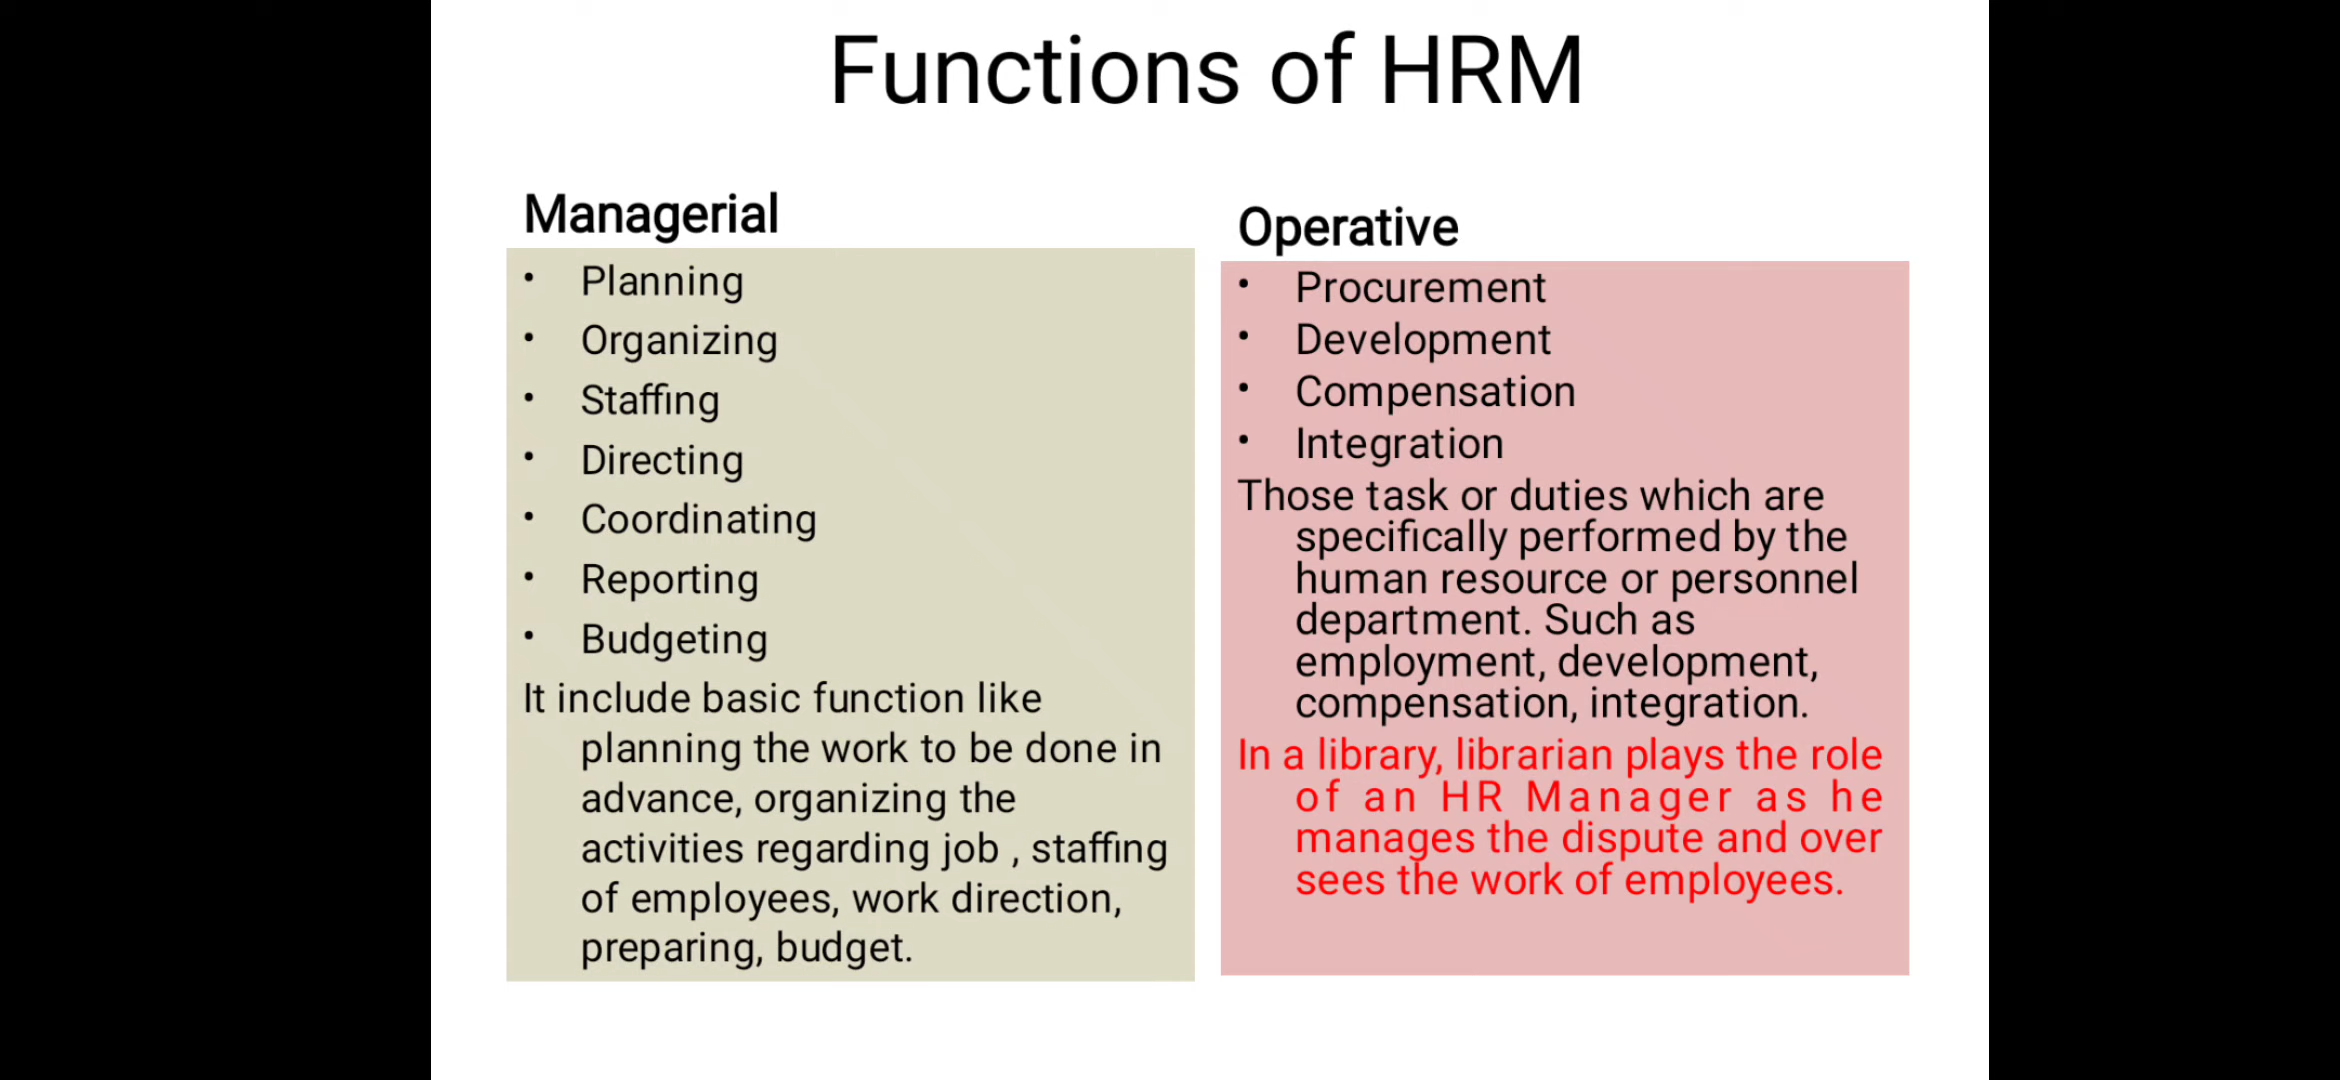 Functions of HRM
Managerial
• Planning
• Organizing
• Staffing
• Directing
• Coordinating
• Reporting
• Budgeting
It include basic function like
planning the work to be done in
advance, organizing the
activities regarding job , staffing
of employees, work direction,
preparing, budget.
Operative
• Procurement
• Development
• Compensation
• Integration
Those task or duties which are
specifically performed by the
human resource or personnel
department. Such as
employment, development,
compensation, integration.
In a library, librarian plays the role
of an HR Manager as he
manages the dispute and over
sees the work of employees.